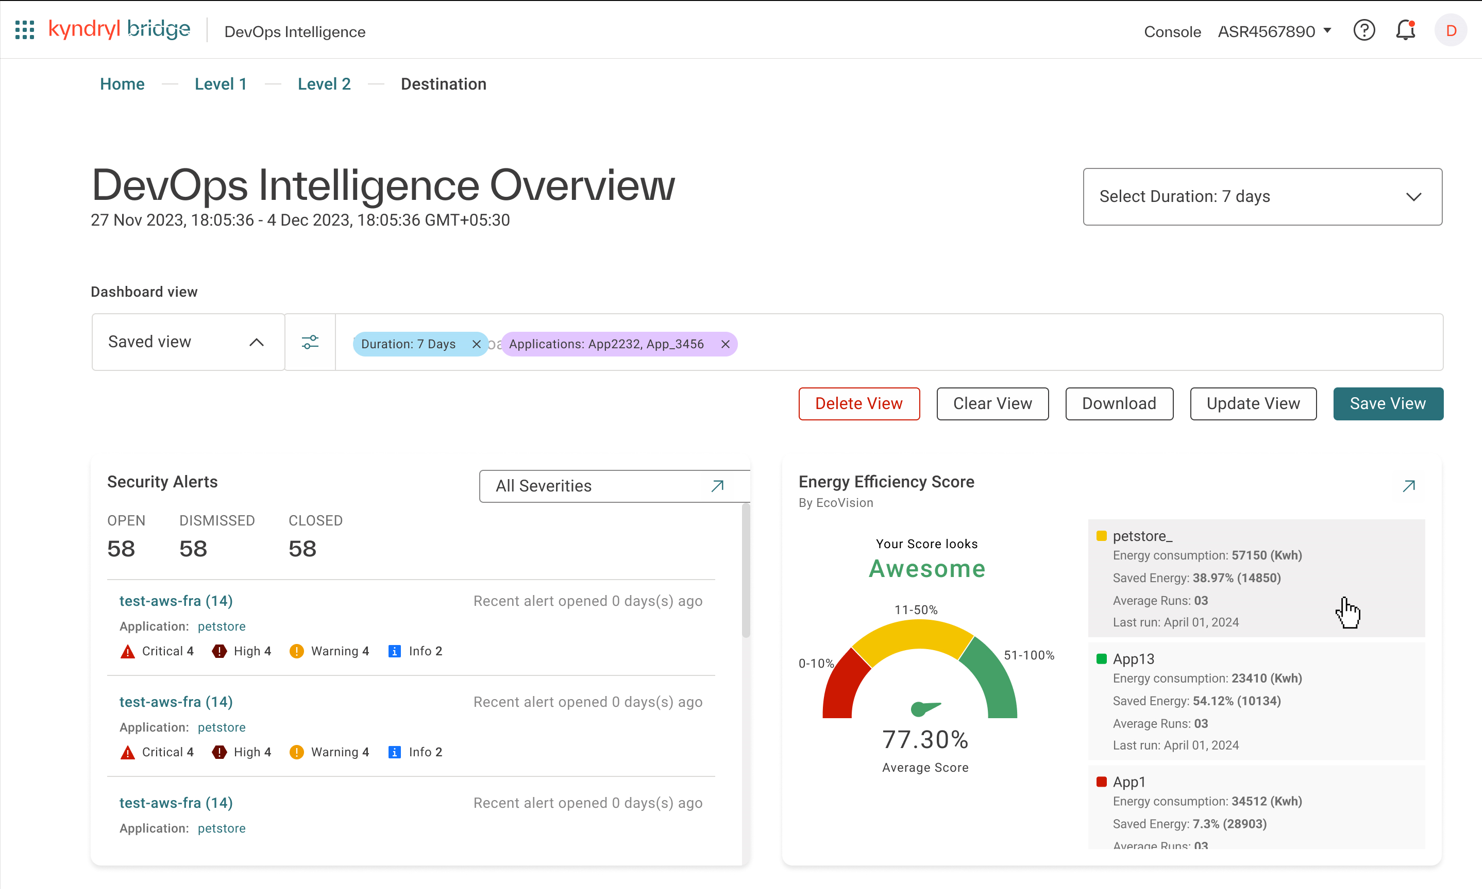 kyndryl bridge
DevOps Intelligence
Console
ASR4567890
D
Home
Level 1
Level 2
Destination
DevOps Intelligence Overview
27 Nov 2023, 18:05:36 - 4 Dec 2023, 18:05:36 GMT+05:30
Select Duration: 7 days
Dashboard view
Saved view
Duration: 7 Days
Applications: App2232, App_3456
Delete View
Clear View
Download
Update View
Save View
Security Alerts
All Severities
OPEN
DISMISSED
CLOSED
58
58
58
test-aws-fra (14)
Recent alert opened 0 days(s) ago
Application: petstore
Critical 4
High 4
Warning 4
Info 2
test-aws-fra (14)
Recent alert opened 0 days(s) ago
Application: petstore
Critical 4
High 4
Warning 4
Info 2
test-aws-fra (14)
Recent alert opened 0 days(s) ago
Application: petstore
Energy Efficiency Score
By EcoVision
Your Score looks
Awesome
11-50%
0-10%
51-100%
77.30%
Average Score
petstore_
Energy consumption: 57150 (Kwh)
Saved Energy: 38.97% (14850)
Average Runs: 03
Last run: April 01, 2024
App13
Energy consumption: 23410 (Kwh)
Saved Energy: 54.12% (10134)
Average Runs: 03
Last run: April 01, 2024
App1
Energy consumption: 34512 (Kwh)
Saved Energy: 7.3% (28903)
Average Runs: 03